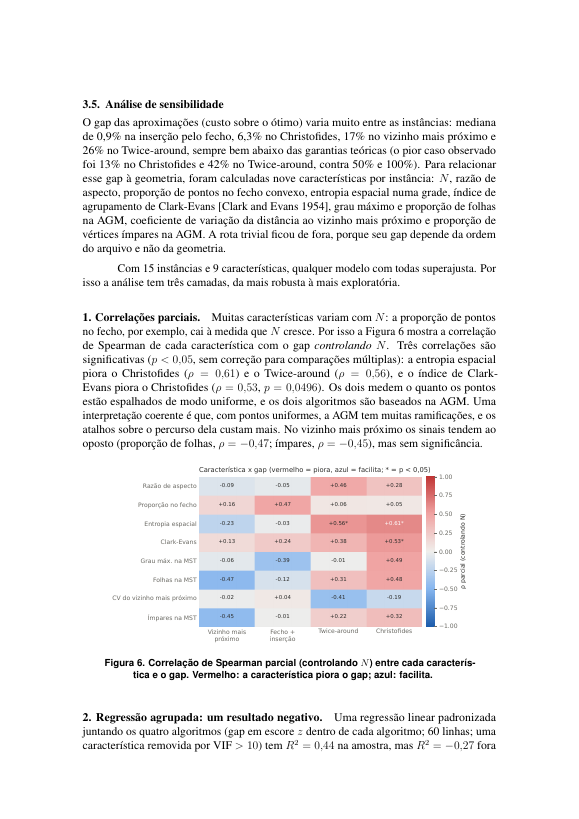 3.5. Análise de sensibilidade
O gap das aproximações (custo sobre o ótimo) varia muito entre as instâncias: mediana
de 0,9% na inserção pelo fecho, 6,3% no Christofides, 17% no vizinho mais próximo e
26% no Twice-around, sempre bem abaixo das garantias teóricas (o pior caso observado
foi 13% no Christofides e 42% no Twice-around, contra 50% e 100%). Para relacionar
esse gap à geometria, foram calculadas nove características por instância: N, razão de
aspecto, proporção de pontos no fecho convexo, entropia espacial numa grade, índice de
agrupamento de Clark-Evans [Clark and Evans 1954], grau máximo e proporção de folhas
na AGM, coeficiente de variação da distância ao vizinho mais próximo e proporção de
vértices ímpares na AGM. A rota trivial ficou de fora, porque seu gap depende da ordem
do arquivo e não da geometria.
Com 15 instâncias e 9 características, qualquer modelo com todas superajusta. Por
isso a análise tem três camadas, da mais robusta à mais exploratória.
1. Correlações parciais. Muitas características variam com N: a proporção de pontos
no fecho, por exemplo, cai à medida que N cresce. Por isso a Figura 6 mostra a correlação
de Spearman de cada característica com o gap controlando N. Três correlações são
significativas (p < 0,05, sem correção para comparações múltiplas): a entropia espacial
piora o Christofides (ρ = 0,61) e o Twice-around (ρ = 0,56), e o índice de Clark-
Evans piora o Christofides (ρ = 0,53, p = 0,0496). Os dois medem o quanto os pontos
estão espalhados de modo uniforme, e os dois algoritmos são baseados na AGM. Uma
interpretação coerente é que, com pontos uniformes, a AGM tem muitas ramificações, e os
atalhos sobre o percurso dela custam mais. No vizinho mais próximo os sinais tendem ao
oposto (proporção de folhas, ρ = −0,47; ímpares, ρ = −0,45), mas sem significância.
Característica x gap (vermelho = piora, azul = facilita; * = p < 0,05)
Razão de aspecto -0.09 -0.05 +0.46 +0.28
Proporção no fecho +0.16 +0.47 +0.06 +0.05
Entropia espacial -0.23 -0.03 +0.56* +0.61*
Clark-Evans +0.13 +0.24 +0.38 +0.53*
Grau máx. na MST -0.06 -0.39 -0.01 +0.49
Folhas na MST -0.47 -0.12 +0.31 +0.48
CV do vizinho mais próximo -0.02 +0.04 -0.41 -0.19
Ímpares na MST -0.45 -0.01 +0.22 +0.32
Vizinho mais Fecho + Twice-around Christofides
próximo inserção
1.00
0.75
0.50
0.25
0.00
−0.25
−0.50
−0.75
−1.00
ρ parcial (controlando N)
Figura 6. Correlação de Spearman parcial (controlando N) entre cada caracterís-
tica e o gap. Vermelho: a característica piora o gap; azul: facilita.
2. Regressão agrupada: um resultado negativo. Uma regressão linear padronizada
juntando os quatro algoritmos (gap em escore z dentro de cada algoritmo; 60 linhas; uma
característica removida por VIF > 10) tem R² = 0,44 na amostra, mas R² = −0,27 fora